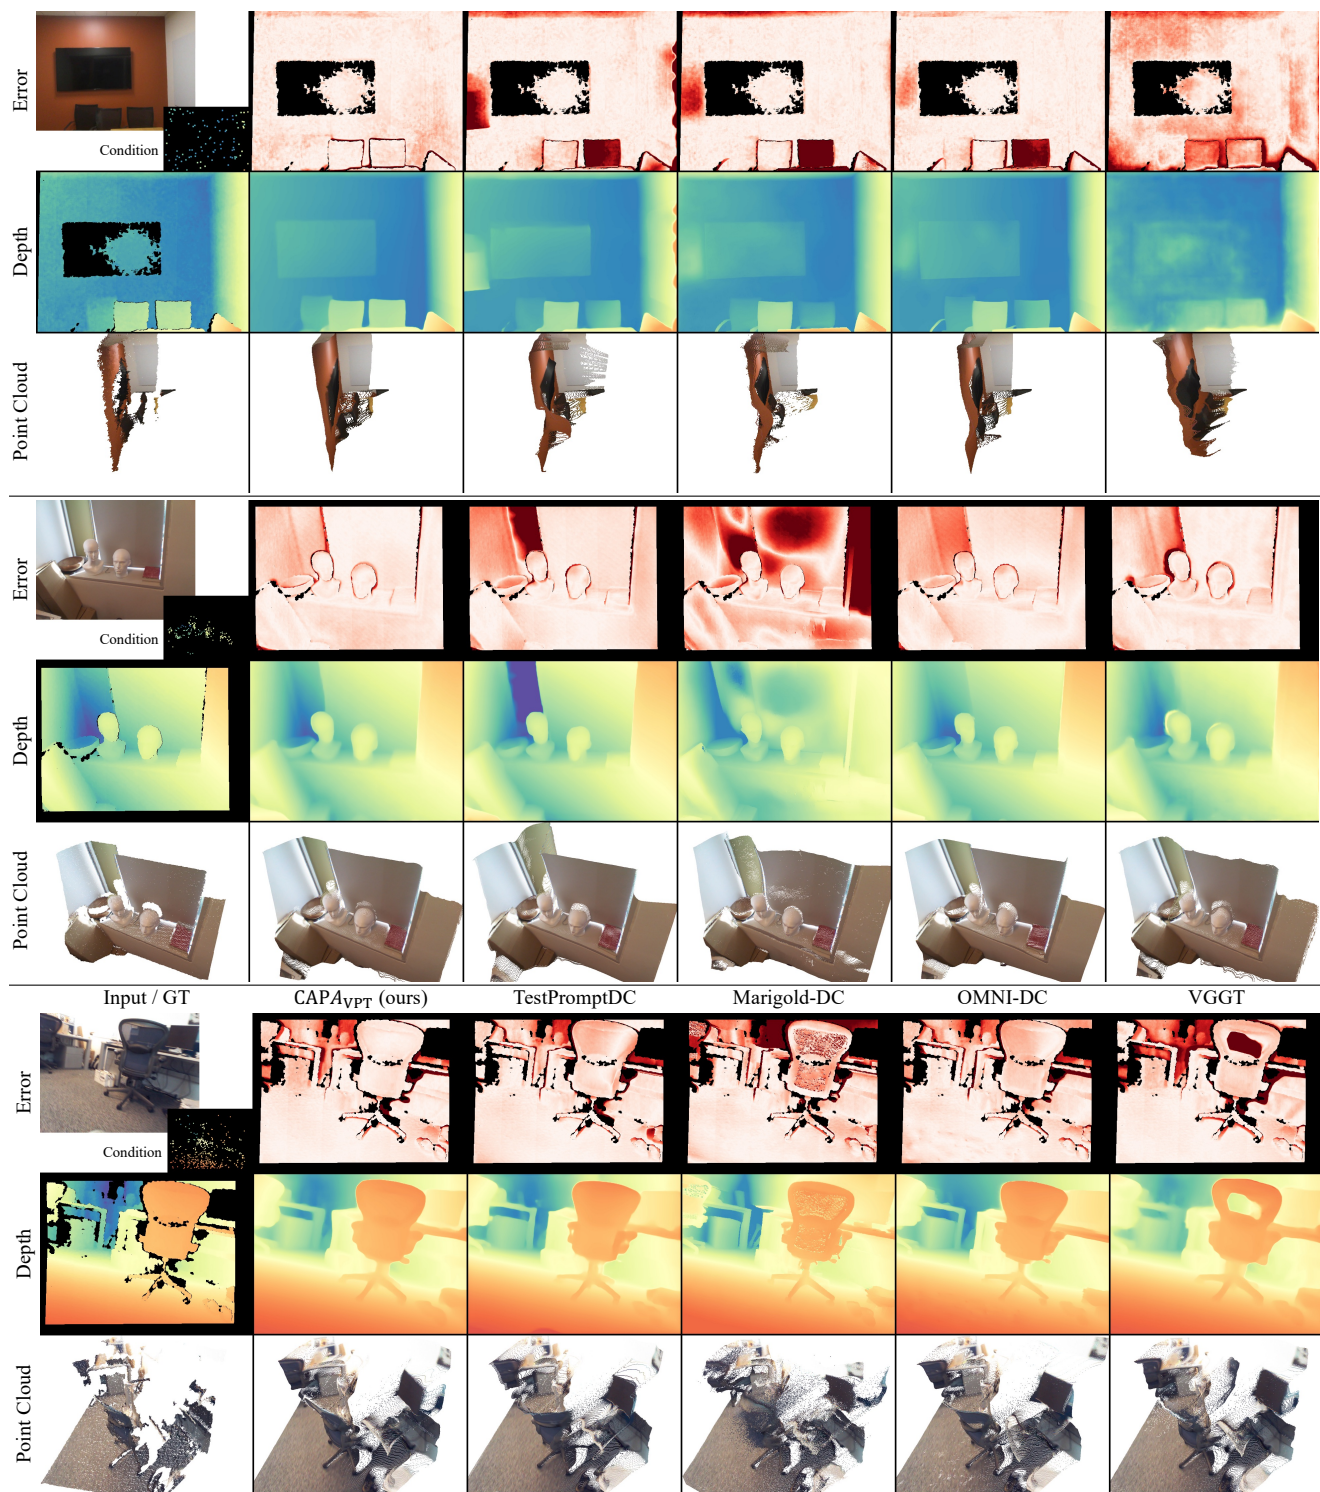 Error
Condition
Depth
Point Cloud
Error
Condition
Depth
Point Cloud
Input / GT CAPA_VPT (ours) TestPromptDC Marigold-DC OMNI-DC VGGT
Error
Condition
Depth
Point Cloud